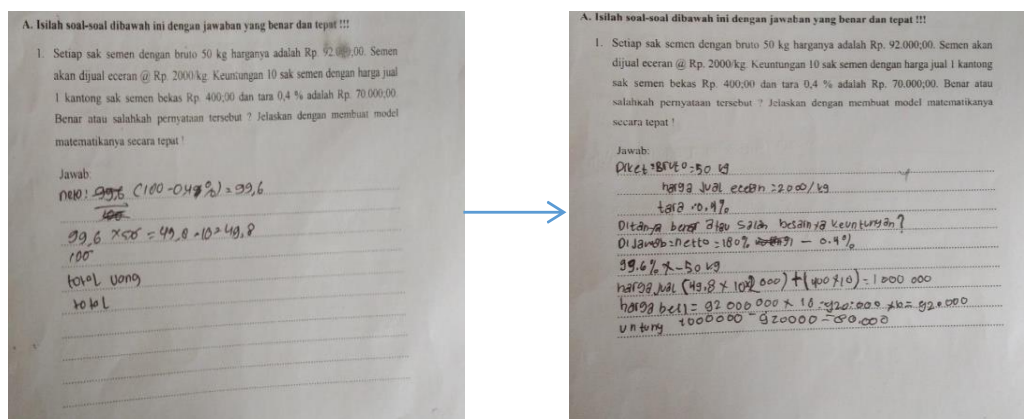 A. Isilah soal-soal dibawah ini dengan jawaban yang benar dan tepat !!!
1. Setiap sak semen dengan bruto 50 kg harganya adalah Rp. 92.000;00. Semen
akan dijual eceran @ Rp. 2000/kg. Keuntungan 10 sak semen dengan harga jual
1 kantong sak semen bekas Rp. 400;00 dan tara 0,4 % adalah Rp. 70.000;00.
Benar atau salahkah pernyataan tersebut ? Jelaskan dengan membuat model
matematikanya secara tepat !
Jawab:
neto: 99,6 (100 - 0,4 %) = 99,6
100
99,6 × 50 = 49,8 × 10 = 49,8
100
total uang
total
A. Isilah soal-soal dibawah ini dengan jawaban yang benar dan tepat !!!
1. Setiap sak semen dengan bruto 50 kg harganya adalah Rp. 92.000;00. Semen akan
dijual eceran @ Rp. 2000/kg. Keuntungan 10 sak semen dengan harga jual 1 kantong
sak semen bekas Rp. 400;00 dan tara 0,4 % adalah Rp. 70.000;00. Benar atau
salahkah pernyataan tersebut ? Jelaskan dengan membuat model matematikanya
secara tepat !
Jawab:
Diket = Bruto = 50 kg
harga jual eceran = 2000/kg
tara 0.4%
Ditanya benar atau salah besarnya keuntungan?
Dijawab = netto = 100% - 0.4%
99.6% × - 50 kg
harga jual (49,8 × 10 000) + (400 × 10) = 1000 000
harga beli = 92 000 000 × 10 = 920.000 × 10 = 920.000
untung 1000000 - 920000 = 80.000